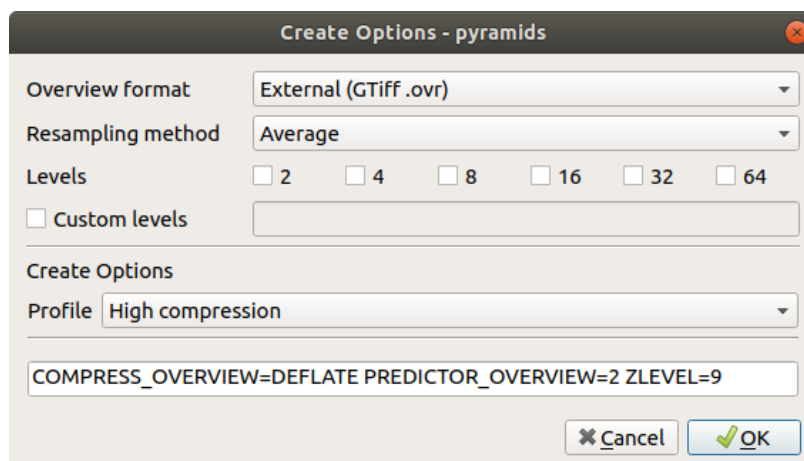 Create Options - pyramids
Overview format External (GTiff .ovr)
Resampling method Average
Levels 2 4 8 16 32 64
Custom levels
Create Options
Profile High compression
COMPRESS_OVERVIEW=DEFLATE PREDICTOR_OVERVIEW=2 ZLEVEL=9
Cancel OK